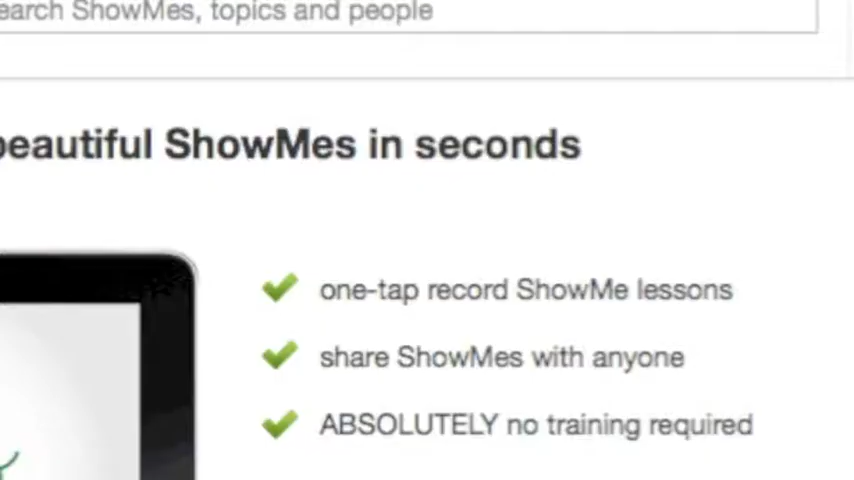 earch ShowMes, topics and people
beautiful ShowMes in seconds
one-tap record ShowMe lessons
share ShowMes with anyone
ABSOLUTELY no training required